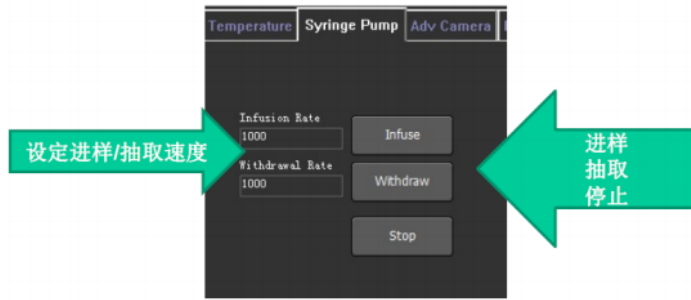 Temperature
Syringe Pump
Adv Camera
Infusion Rate
1000
Infuse
Withdrawal Rate
1000
Withdraw
Stop
设定进样/抽取速度
进样
抽取
停止